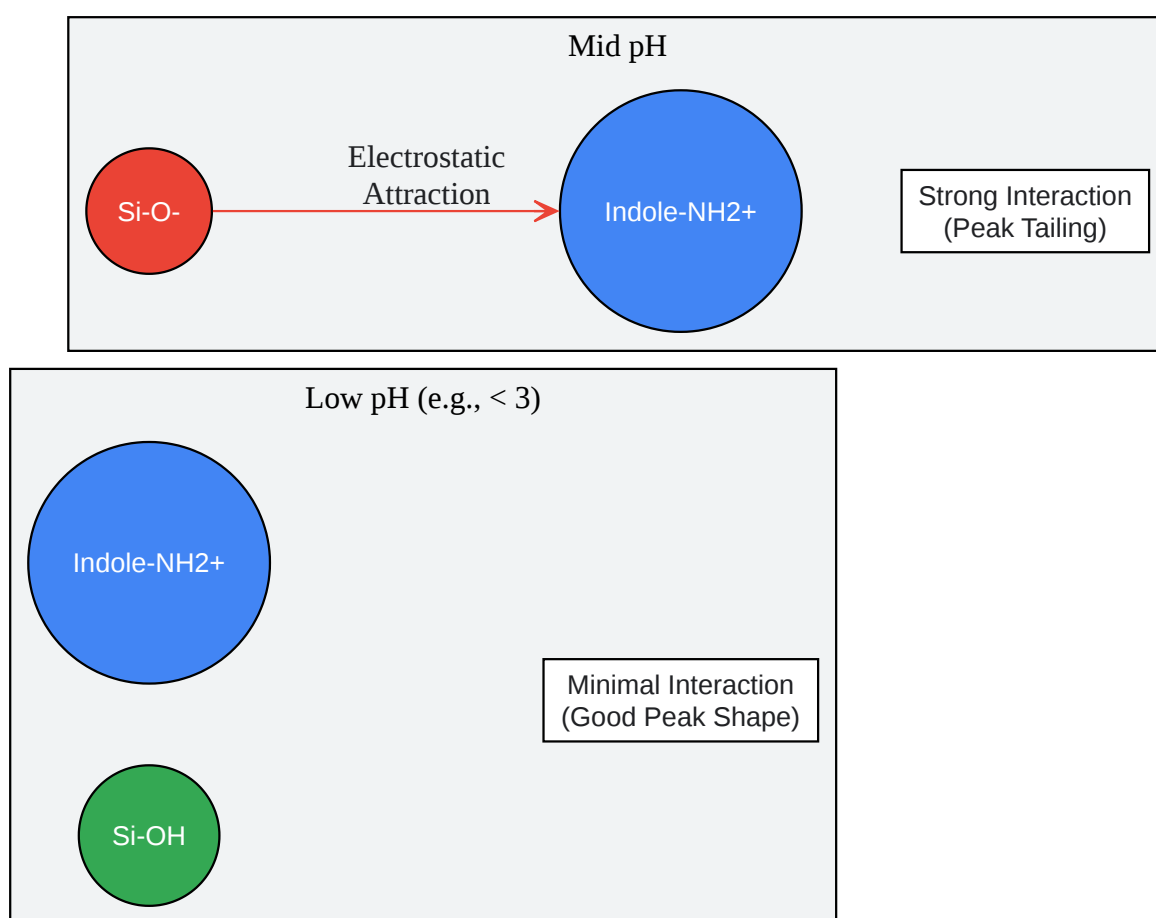 Mid pH
Electrostatic
Attraction
Si-O-
Indole-NH2+
Strong Interaction
(Peak Tailing)
Low pH (e.g., < 3)
Indole-NH2+
Minimal Interaction
(Good Peak Shape)
Si-OH